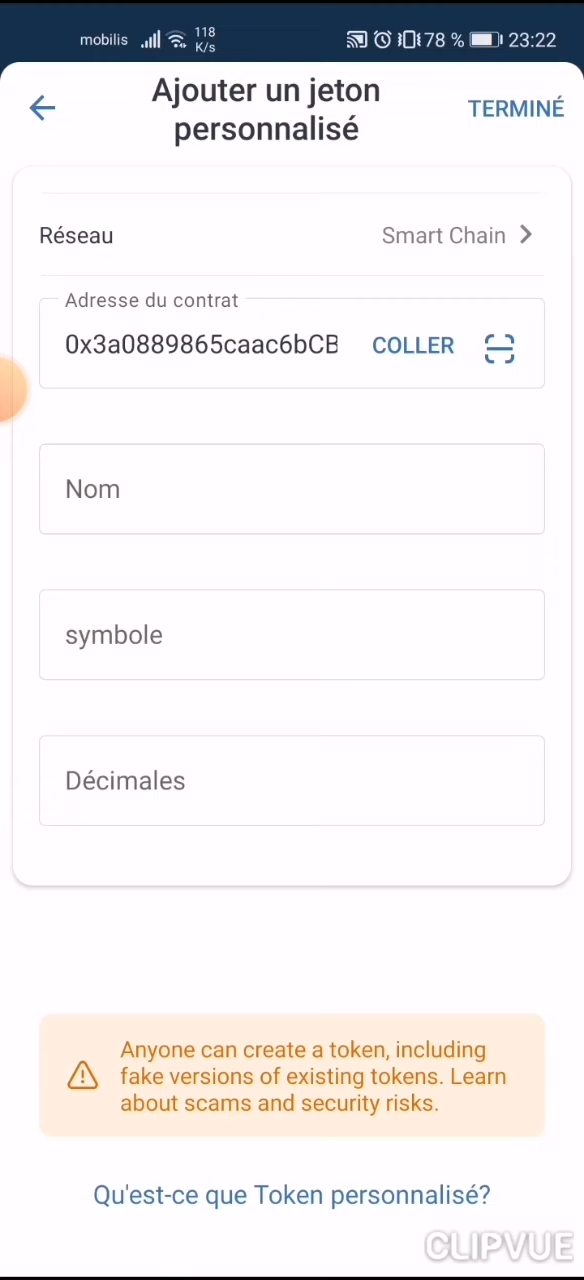 mobilis 118 K/s 78 % 23:22
Ajouter un jeton
personnalisé
TERMINÉ
Réseau Smart Chain
Adresse du contrat
0x3a0889865caac6bCB COLLER
Nom
symbole
Décimales
Anyone can create a token, including
fake versions of existing tokens. Learn
about scams and security risks.
Qu'est-ce que Token personnalisé?
CLIPVUE